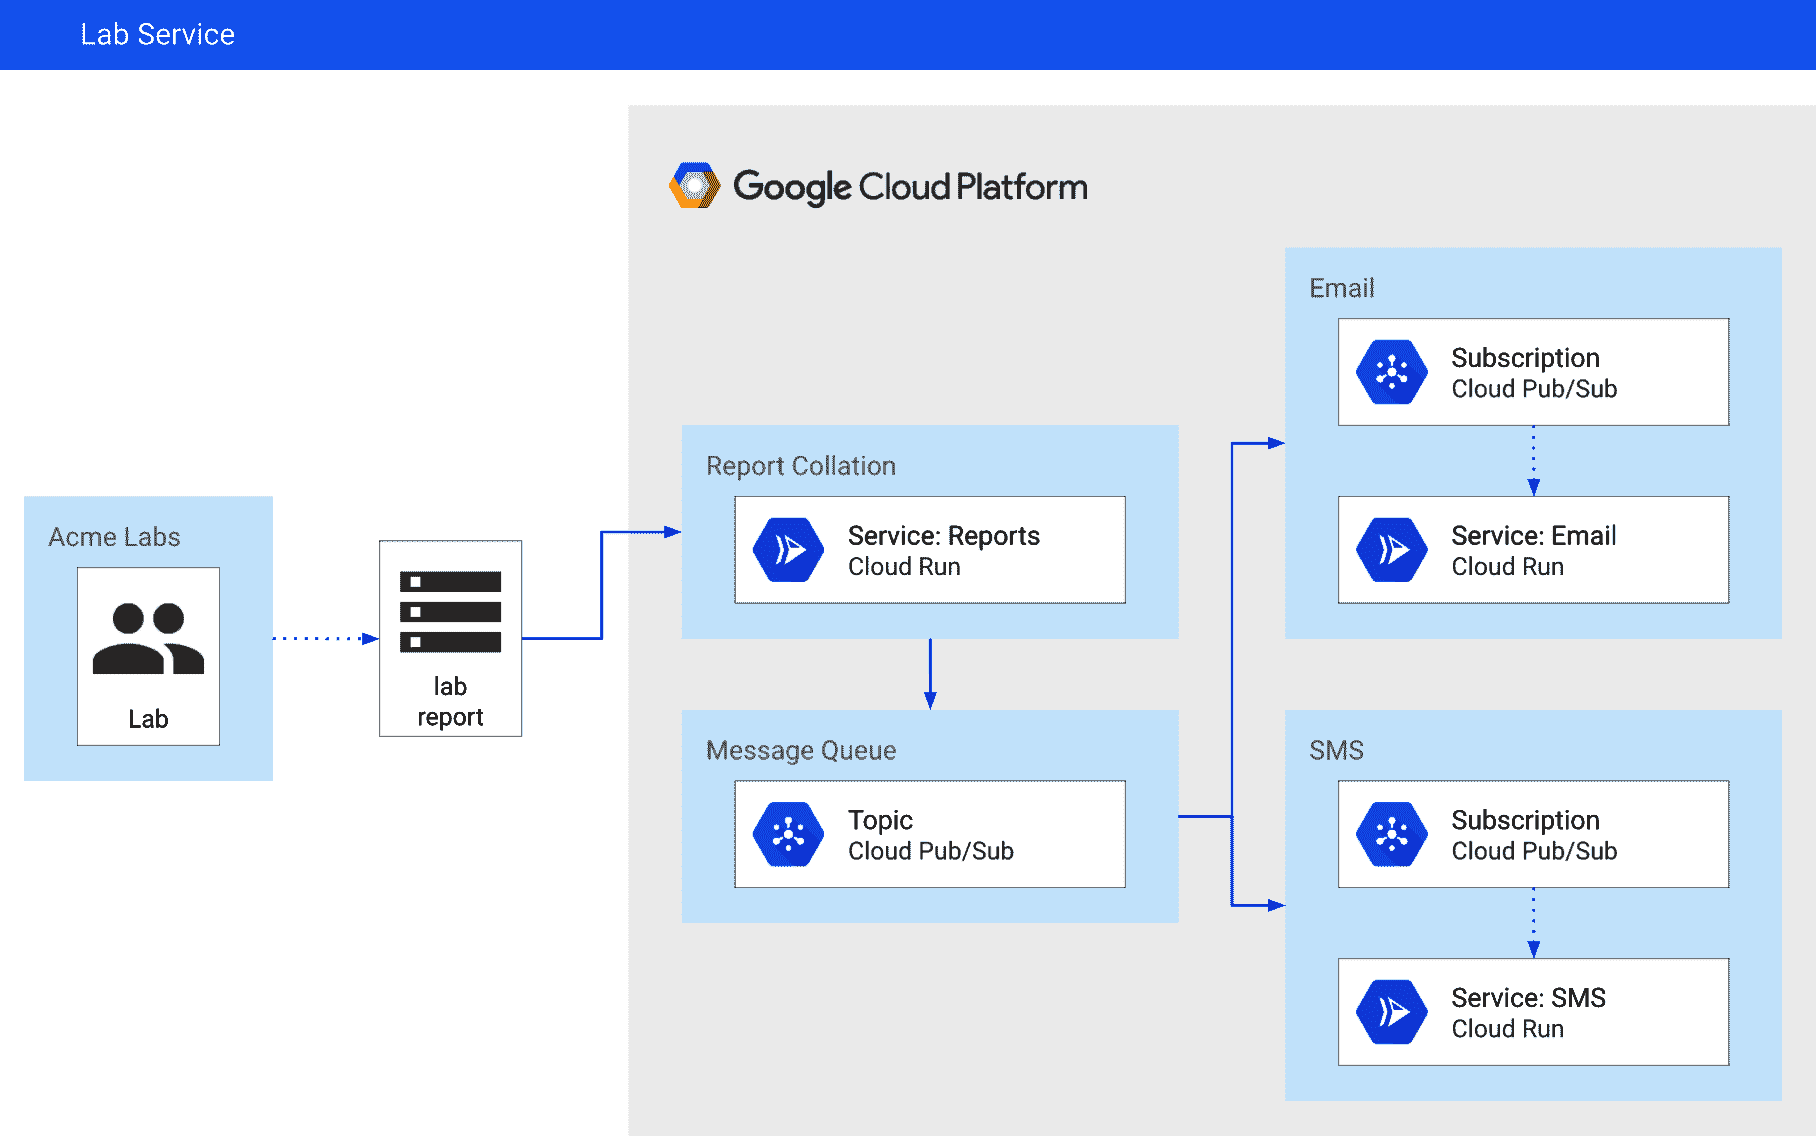 Lab Service
Google Cloud Platform
Acme Labs
Lab
lab
report
Report Collation
Service: Reports
Cloud Run
Message Queue
Topic
Cloud Pub/Sub
Email
Subscription
Cloud Pub/Sub
Service: Email
Cloud Run
SMS
Subscription
Cloud Pub/Sub
Service: SMS
Cloud Run